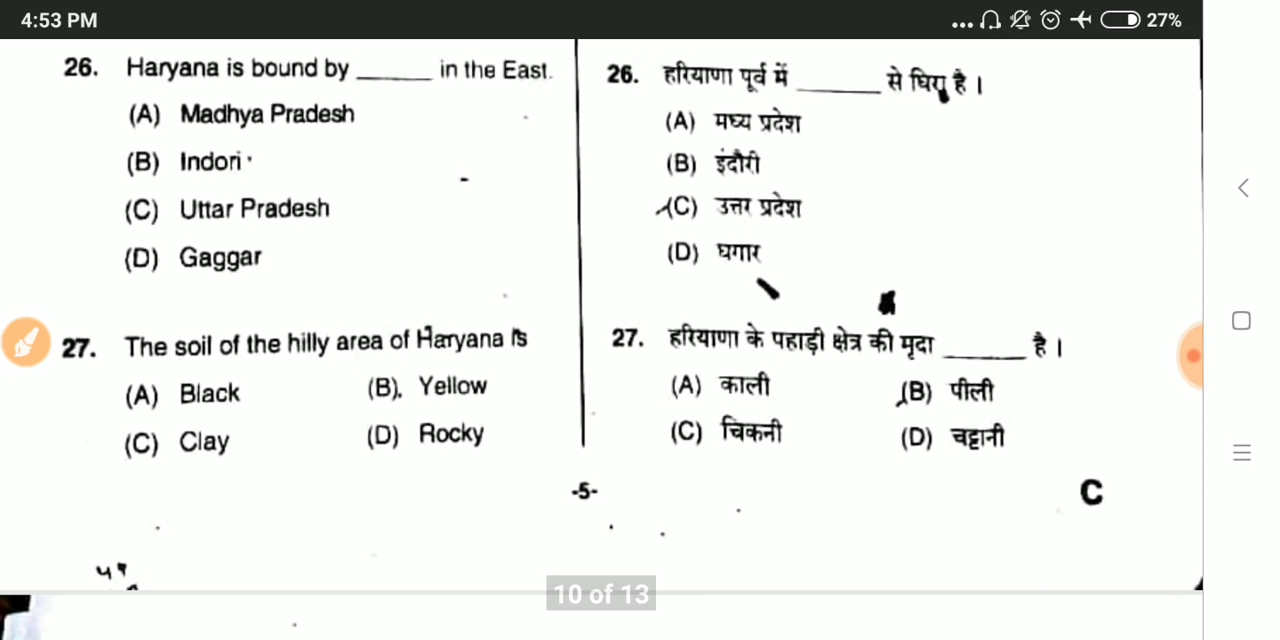 4:53 PM
... 27%
26. Haryana is bound by ______ in the East.
(A) Madhya Pradesh
(B) Indori
(C) Uttar Pradesh
(D) Gaggar
27. The soil of the hilly area of Haryana is
(A) Black (B) Yellow
(C) Clay (D) Rocky
26. हरियाणा पूर्व में ______ से घिरा है ।
(A) मध्य प्रदेश
(B) इंदौरी
(C) उत्तर प्रदेश
(D) घगार
27. हरियाणा के पहाड़ी क्षेत्र की मृदा ______ है ।
(A) काली (B) पीली
(C) चिकनी (D) चट्टानी
-5-
C
10 of 13